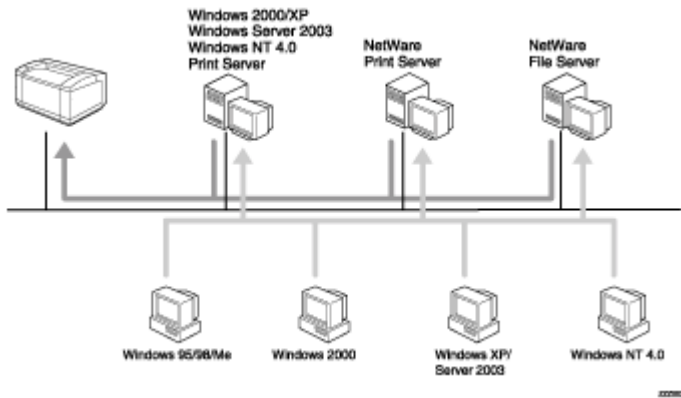 Windows 2000/XP
Windows Server 2003
Windows NT 4.0
Print Server
NetWare
Print Server
NetWare
File Server
Windows 95/98/Me
Windows 2000
Windows XP/
Server 2003
Windows NT 4.0